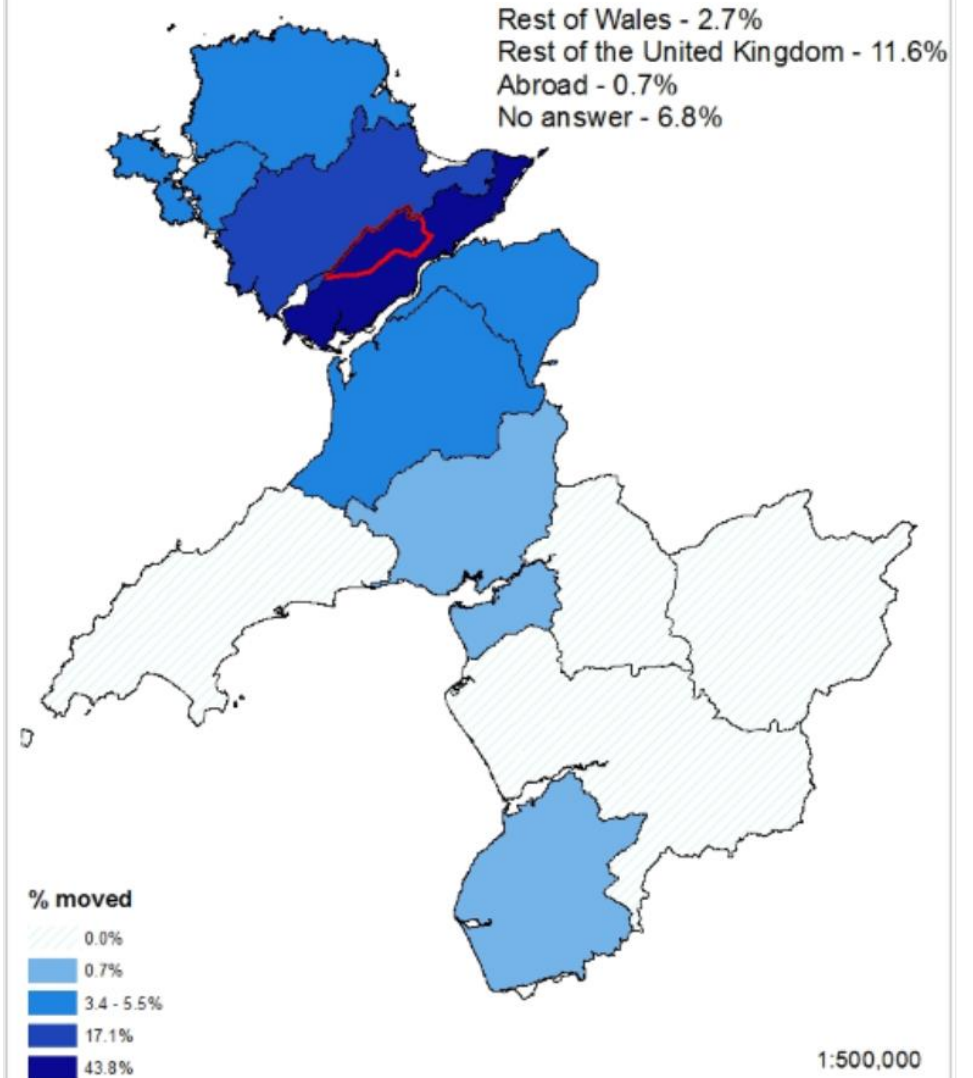 Rest of Wales - 2.7%
Rest of the United Kingdom - 11.6%
Abroad - 0.7%
No answer - 6.8%
% moved
0.0%
0.7%
3.4 - 5.5%
17.1%
43.8%
1:500,000